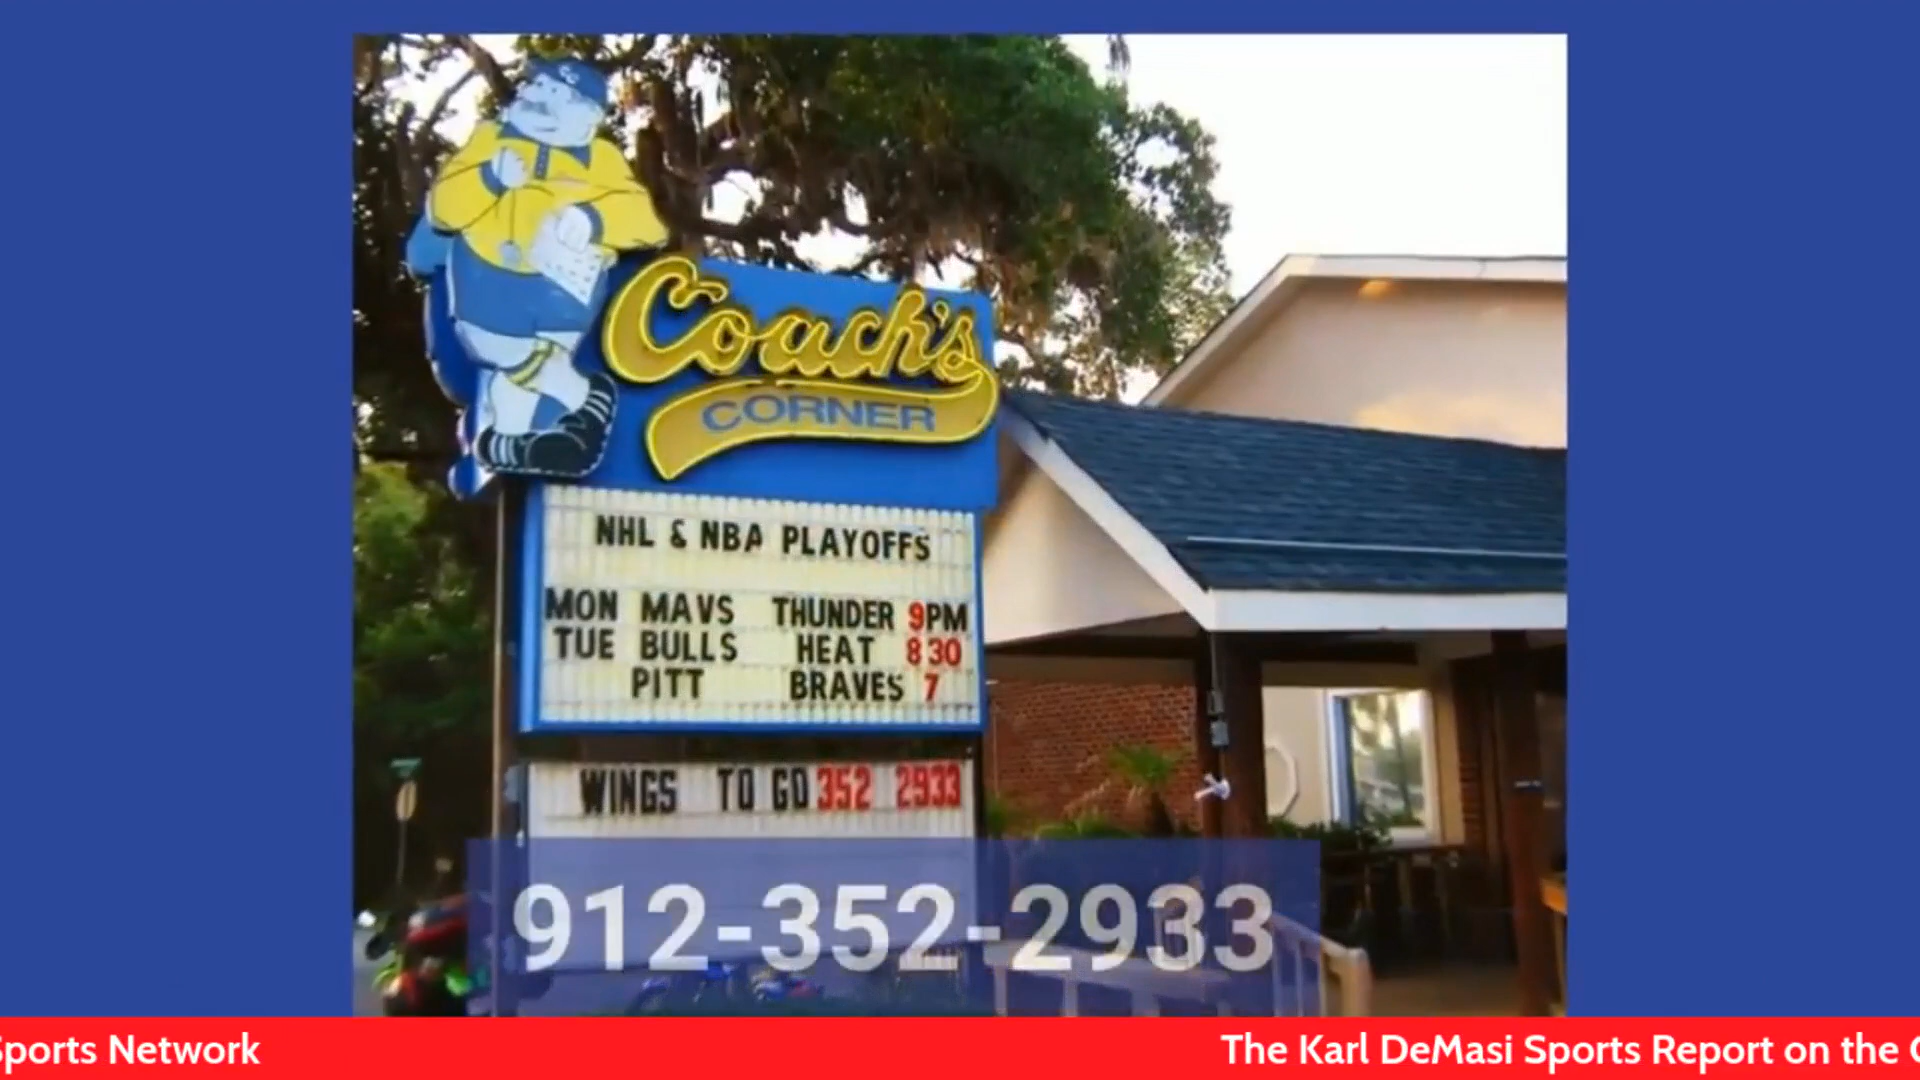 Coach's
CORNER
NHL & NBA PLAYOFFS
MON MAVS THUNDER 9PM
TUE BULLS HEAT 8 30
PITT BRAVES 7
WINGS TO GO 352 2933
912-352-2933
Sports Network The Karl DeMasi Sports Report on the